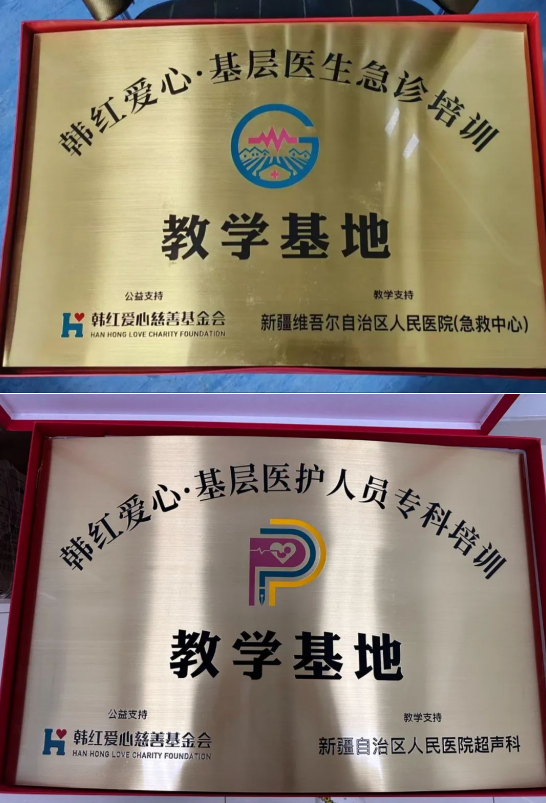 韩红爱心·基层医生急诊培训
教学基地
公益支持
韩红爱心慈善基金会
HAN HONG LOVE CHARITY FOUNDATION
教学支持
新疆维吾尔自治区人民医院(急救中心)
韩红爱心·基层医护人员专科培训
教学基地
公益支持
韩红爱心慈善基金会
HAN HONG LOVE CHARITY FOUNDATION
教学支持
新疆自治区人民医院超声科